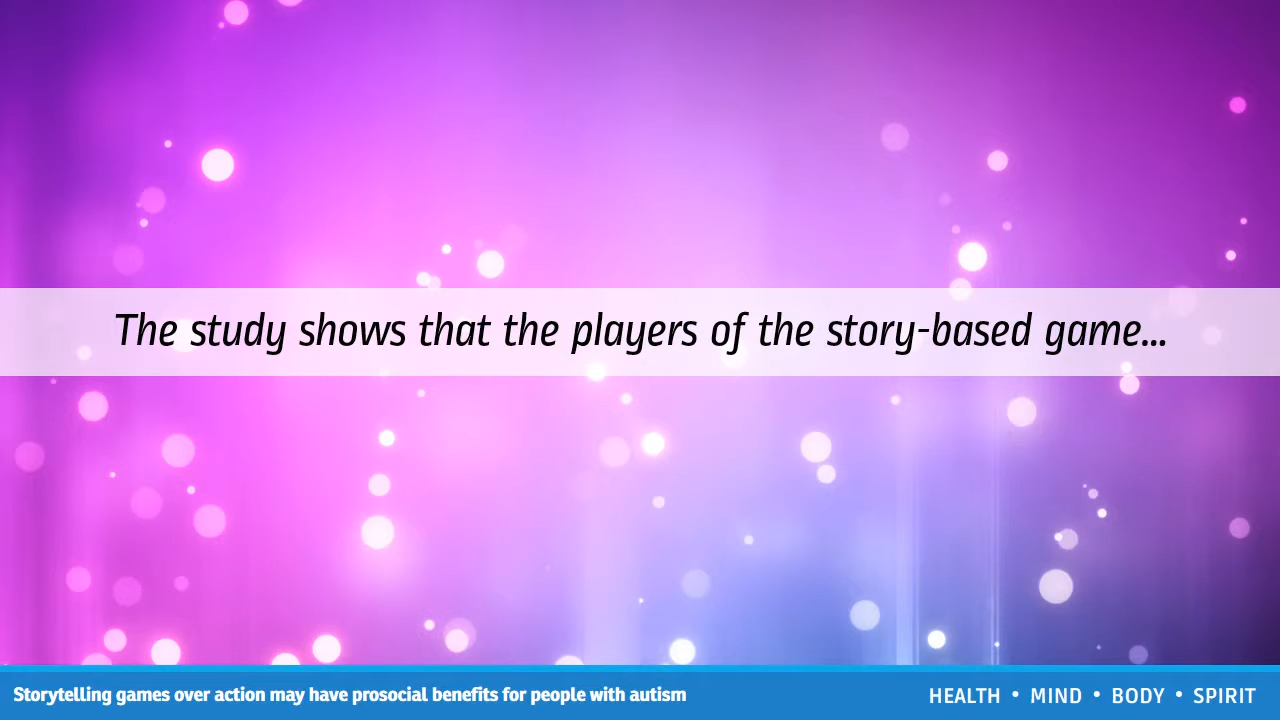 The study shows that the players of the story-based game...
Storytelling games over action may have prosocial benefits for people with autism
HEALTH • MIND • BODY • SPIRIT